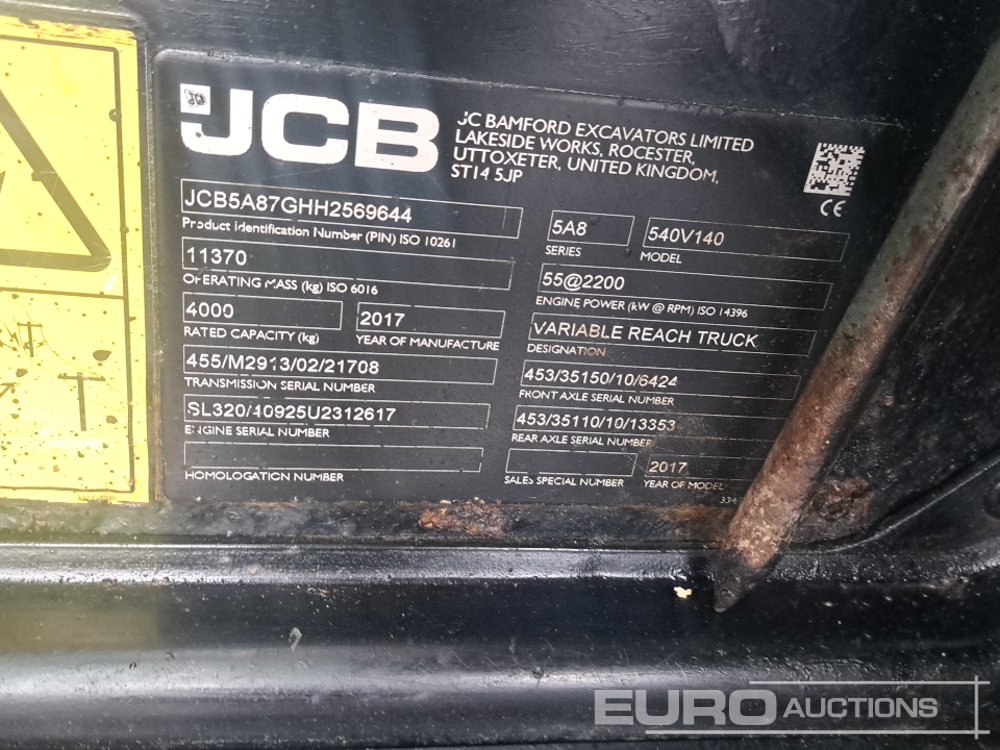 JCB
JC BAMFORD EXCAVATORS LIMITED
LAKESIDE WORKS, ROCESTER,
UTTOXETER, UNITED KINGDOM,
ST14 5JP
CE
JCB5A87GHH2569644
Product Identification Number (PIN) ISO 10261
11370
OPERATING MASS (kg) ISO 6016
4000
RATED CAPACITY (kg)
2017
YEAR OF MANUFACTURE
455/M2913/02/21708
TRANSMISSION SERIAL NUMBER
SL320/40925U2312617
ENGINE SERIAL NUMBER
HOMOLOGATION NUMBER
5A8
SERIES
540V140
MODEL
55@2200
ENGINE POWER (kW @ RPM) ISO 14396
VARIABLE REACH TRUCK
DESIGNATION
453/35150/10/6424
FRONT AXLE SERIAL NUMBER
453/35110/10/13353
REAR AXLE SERIAL NUMBER
SALES SPECIAL NUMBER
2017
YEAR OF MODEL
334
EURO AUCTIONS